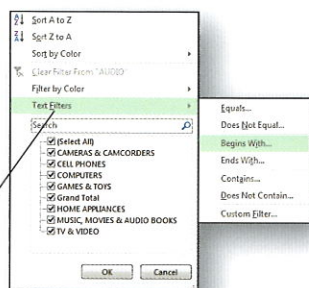 Sort A to Z
Sort Z to A
Sort by Color
Clear Filter From "AUDIO"
Filter by Color
Text Filters
Search
(Select All)
CAMERAS & CAMCORDERS
CELL PHONES
COMPUTERS
GAMES & TOYS
Grand Total
HOME APPLIANCES
MUSIC, MOVIES & AUDIO BOOKS
TV & VIDEO
OK Cancel
Equals...
Does Not Equal...
Begins With...
Ends With...
Contains...
Does Not Contain...
Custom Filter...